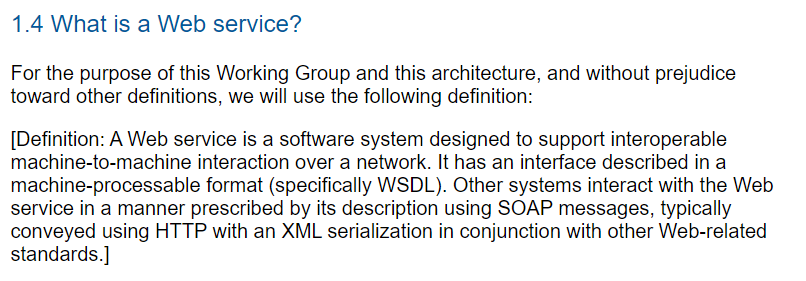 1.4 What is a Web service?
For the purpose of this Working Group and this architecture, and without prejudice
toward other definitions, we will use the following definition:
[Definition: A Web service is a software system designed to support interoperable
machine-to-machine interaction over a network. It has an interface described in a
machine-processable format (specifically WSDL). Other systems interact with the Web
service in a manner prescribed by its description using SOAP messages, typically
conveyed using HTTP with an XML serialization in conjunction with other Web-related
standards.]